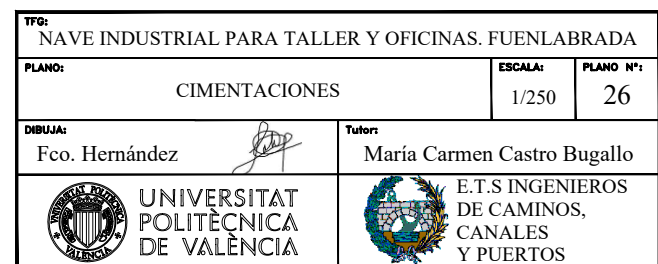 TFG:
NAVE INDUSTRIAL PARA TALLER Y OFICINAS. FUENLABRADA
PLANO:
CIMENTACIONES
ESCALA:
1/250
PLANO Nº:
26
DIBUJA:
Fco. Hernández
Tutor:
María Carmen Castro Bugallo
UNIVERSITAT
POLITÈCNICA
DE VALÈNCIA
E.T.S INGENIEROS
DE CAMINOS,
CANALES
Y PUERTOS